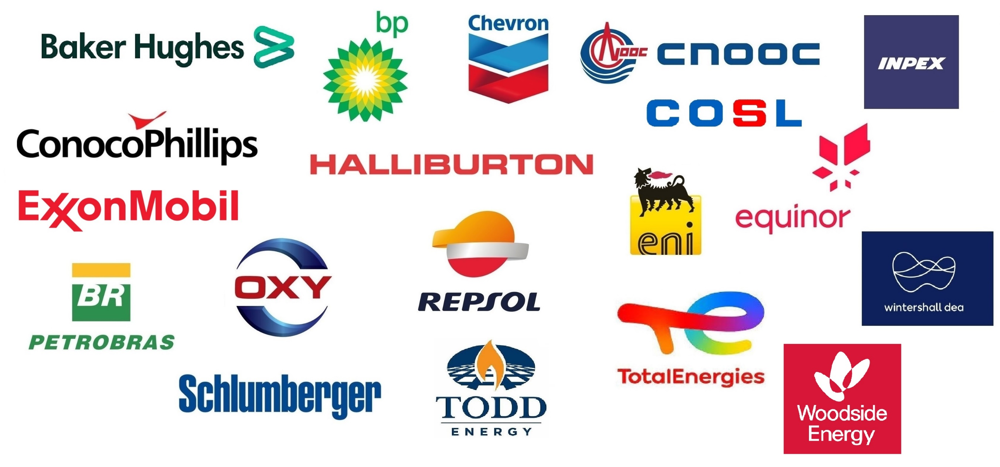 Baker Hughes
bp
Chevron
CNOOC
cnooc
INPEX
COSL
ConocoPhillips
HALLIBURTON
ExxonMobil
eni
equinor
BR
PETROBRAS
OXY
REPSOL
wintershall dea
TotalEnergies
Schlumberger
TODD
ENERGY
Woodside
Energy